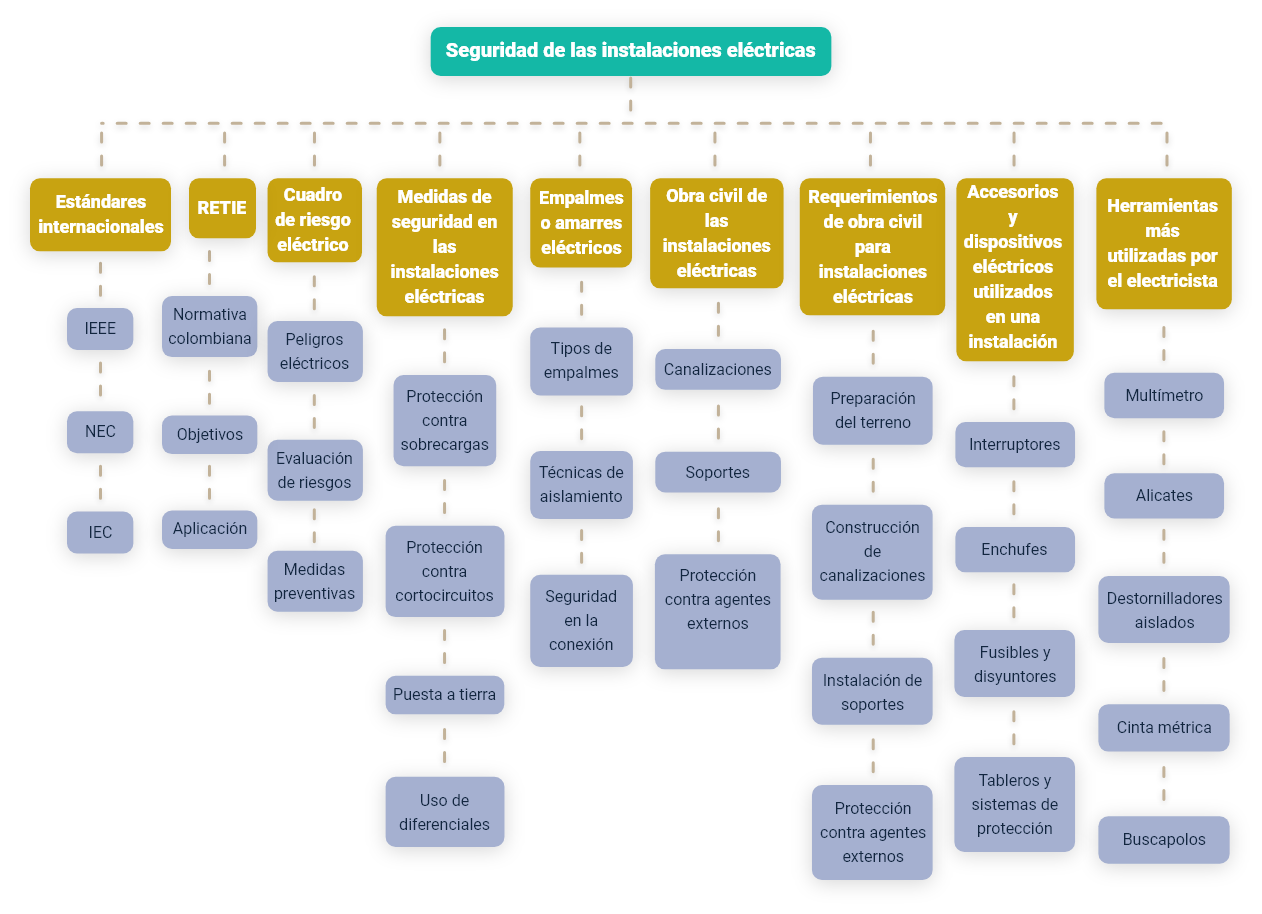 Seguridad de las instalaciones eléctricas
Estándares
internacionales
IEEE
NEC
IEC
RETIE
Normativa
colombiana
Objetivos
Aplicación
Cuadro
de riesgo
eléctrico
Peligros
eléctricos
Evaluación
de riesgos
Medidas
preventivas
Medidas de
seguridad en
las
instalaciones
eléctricas
Protección
contra
sobrecargas
Protección
contra
cortocircuitos
Puesta a tierra
Uso de
diferenciales
Empalmes
o amarres
eléctricos
Tipos de
empalmes
Técnicas de
aislamiento
Seguridad
en la
conexión
Obra civil de
las
instalaciones
eléctricas
Canalizaciones
Soportes
Protección
contra agentes
externos
Requerimientos
de obra civil
para
instalaciones
eléctricas
Preparación
del terreno
Construcción
de
canalizaciones
Instalación de
soportes
Protección
contra agentes
externos
Accesorios
y
dispositivos
eléctricos
utilizados
en una
instalación
Interruptores
Enchufes
Fusibles y
disyuntores
Tableros y
sistemas de
protección
Herramientas
más
utilizadas por
el electricista
Multímetro
Alicates
Destornilladores
aislados
Cinta métrica
Buscapolos